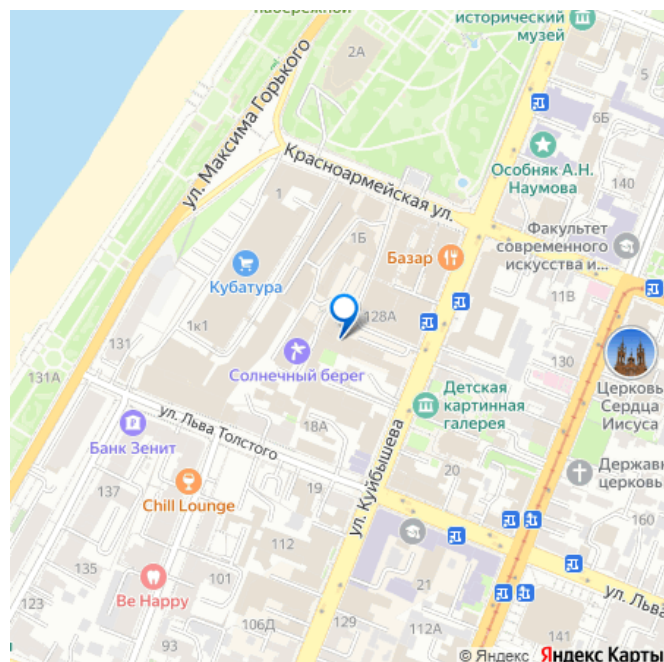 набережной
исторический
музей
2А
5
ул. Максима Горького
6Б
Особняк А.Н.
Наумова
140
Красноармейская ул.
1
Факультет
современного
искусства и...
1Б
Базар
Кубатура
11В
128А
1к1
131
130
Солнечный берег
131А
Церковь
Сердца
Иисуса
Детская
картинная
галерея
ул. Льва Толстого
18А
Банк Зенит
ул. Куйбышева
20
Державн
церковь
137
19
Chill Lounge
160
112
135
101
21
Be Happy
ул. Льва
123
93
106Д
129
112А
141
© Яндекс Яндекс Карты